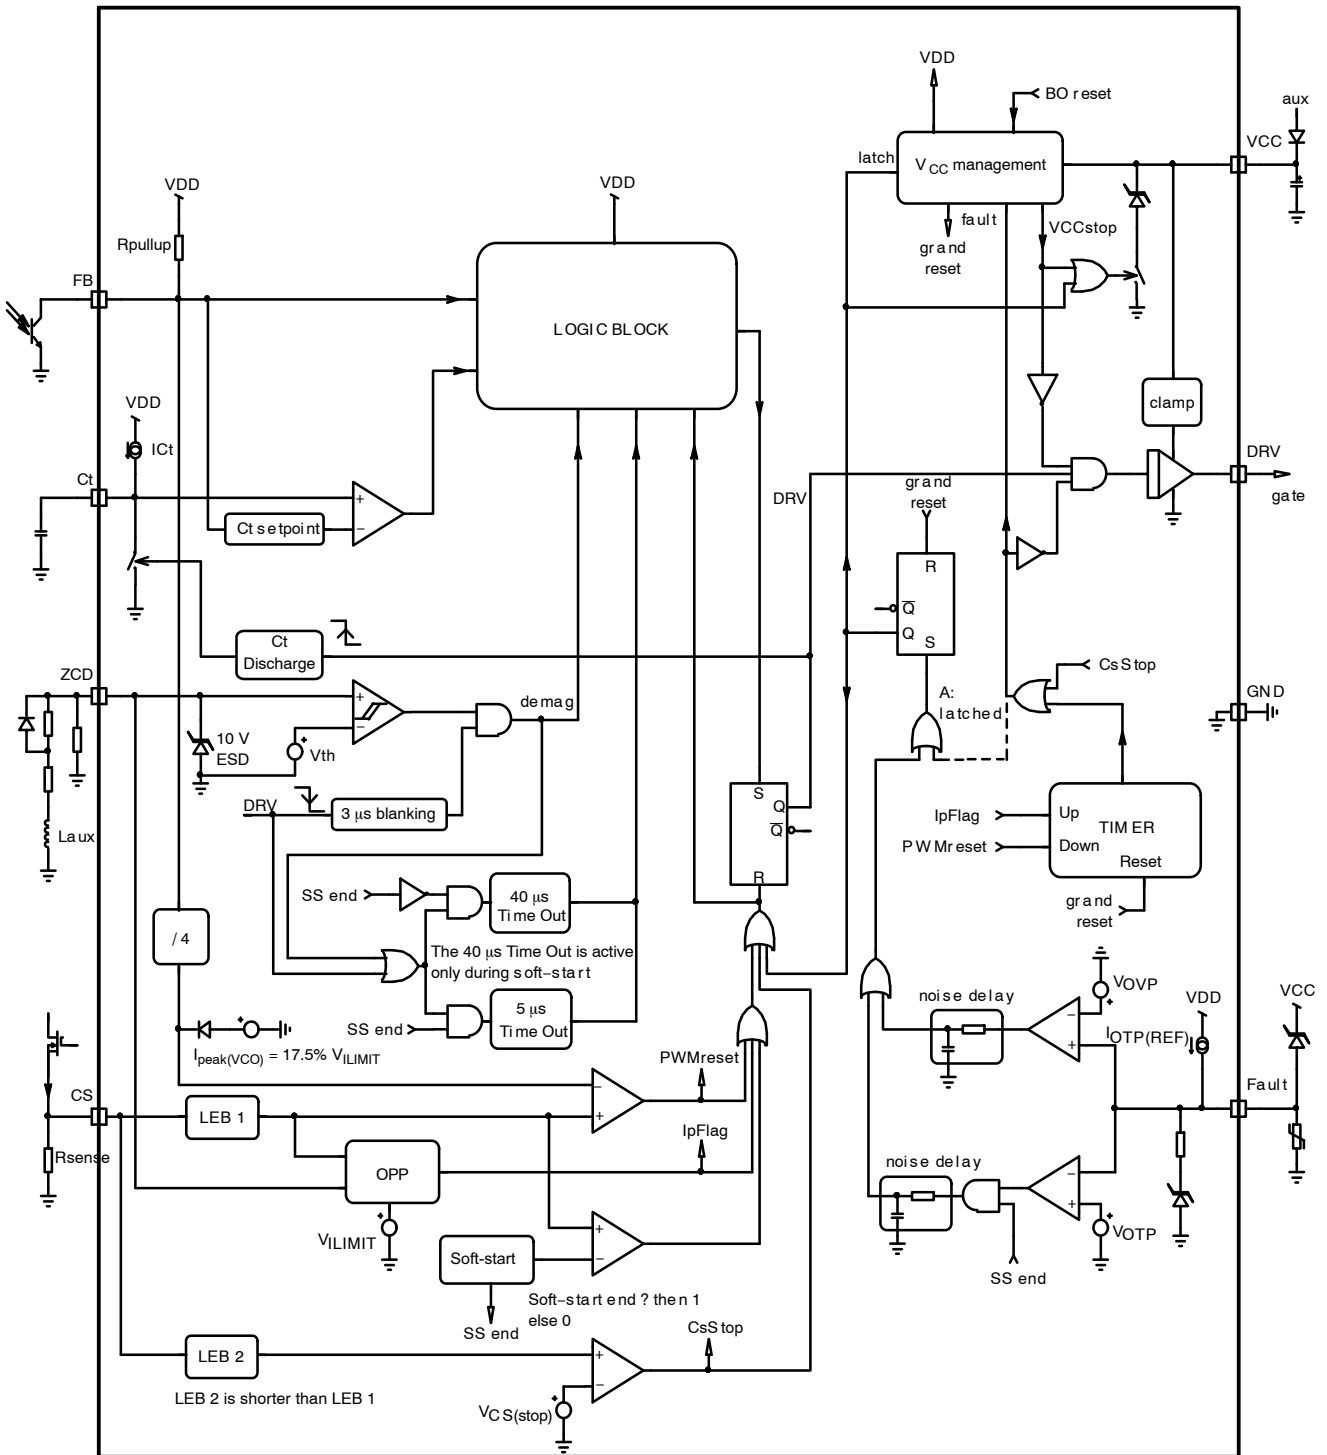 VDD
BO reset
aux
VCC
latch
VCC management
VDD
VDD
fault
VCCstop
grand
reset
Rpullup
FB
LOGIC BLOCK
VDD
clamp
ICt
Ct
DRV
grand
reset
DRV
gate
Ct setpoint
R
Q
Q
S
Ct
Discharge
CsStop
ZCD
demag
A:
latched
GND
10 V
ESD
Vth
S
Q
Q
R
DRV
3 μs blanking
IpFlag
Up
TIMER
PWMreset
Down
Reset
Laux
SS end
40 μs
Time Out
grand
reset
/ 4
The 40 μs Time Out is active
only during soft−start
VOVP
noise delay
VDD
VCC
5 μs
Time Out
SS end
IOTP(REF)
Ipeak(VCO) = 17.5% VILIMIT
PWMreset
+
−
−
+
Fault
CS
LEB 1
IpFlag
Rsense
OPP
noise delay
−
+
VILIMIT
+
−
VOTP
Soft-start
SS end
Soft−start end ? then 1
else 0
SS end
CsStop
LEB 2
+
−
LEB 2 is shorter than LEB 1
VCS(stop)